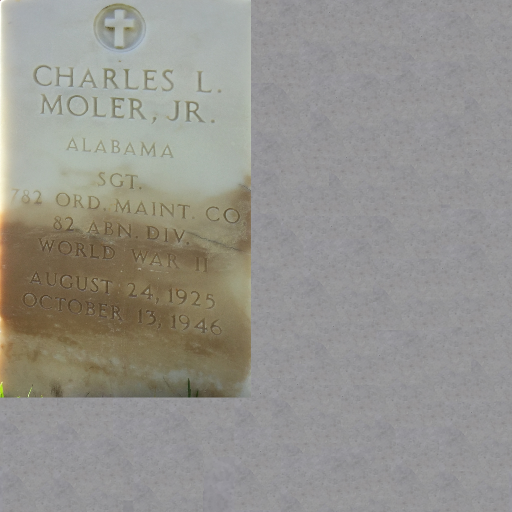 CHARLES L.
MOLER, JR.
ALABAMA
SGT.
782 ORD. MAINT. CO.
82 ABN. DIV.
WORLD WAR II
AUGUST 24, 1925
OCTOBER 13, 1946